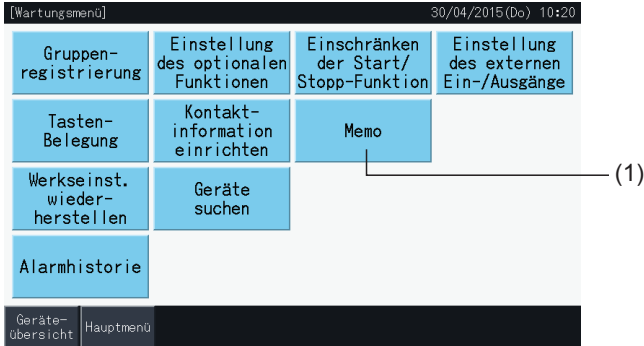 [Wartungsmenü] 30/04/2015(Do) 10:20
Gruppen-
registrierung
Einstellung
des optionalen
Funktionen
Einschränken
der Start/
Stopp-Funktion
Einstellung
des externen
Ein-/Ausgänge
Tasten-
Belegung
Kontakt-
information
einrichten
Memo
(1)
Werkseinst.
wieder-
herstellen
Geräte
suchen
Alarmhistorie
Geräte-
übersicht
Hauptmenü